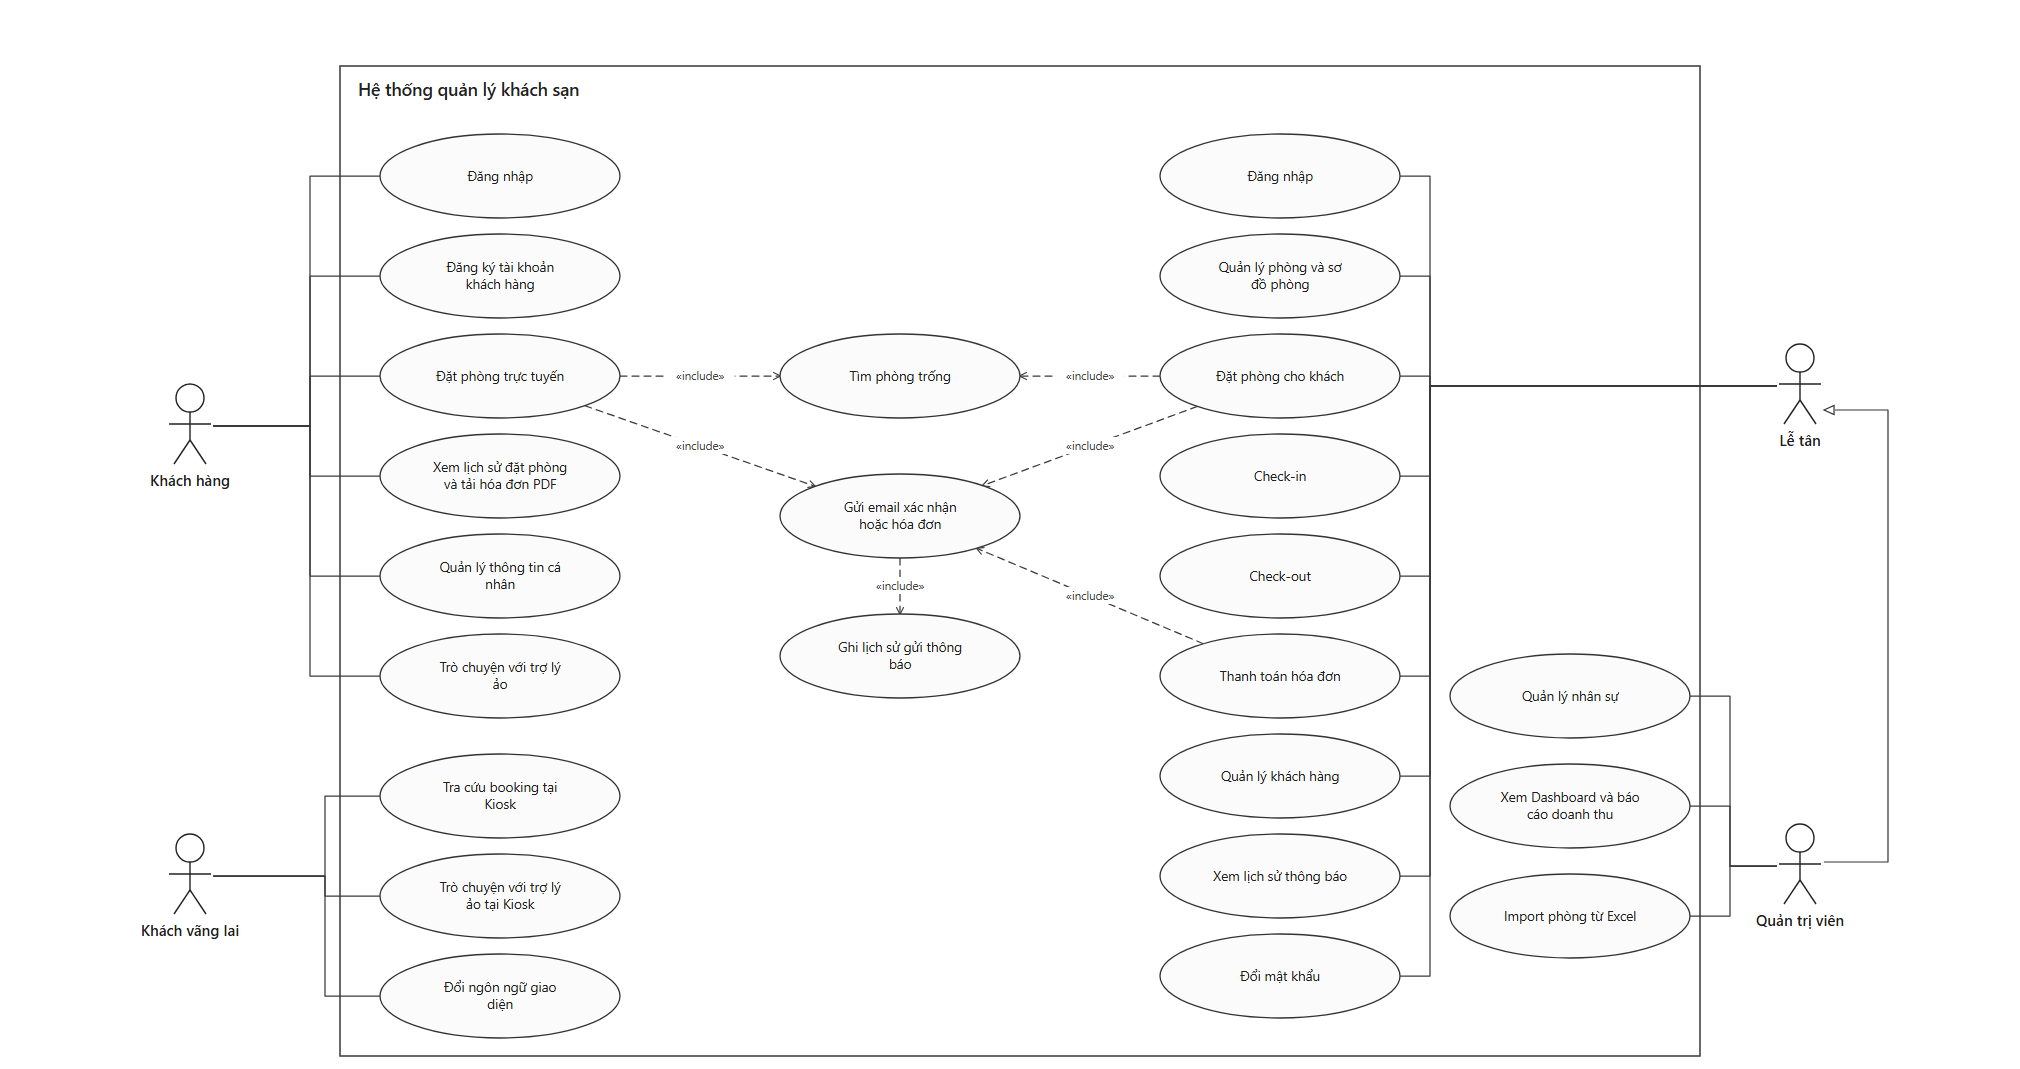 Hệ thống quản lý khách sạn
Đăng nhập
Đăng ký tài khoản
khách hàng
Đặt phòng trực tuyến
Xem lịch sử đặt phòng
và tải hóa đơn PDF
Quản lý thông tin cá
nhân
Trò chuyện với trợ lý
ảo
Khách hàng
Tra cứu booking tại
Kiosk
Trò chuyện với trợ lý
ảo tại Kiosk
Đổi ngôn ngữ giao
diện
Khách vãng lai
«include»
Tìm phòng trống
«include»
«include»
«include»
Gửi email xác nhận
hoặc hóa đơn
«include»
«include»
Ghi lịch sử gửi thông
báo
Đăng nhập
Quản lý phòng và sơ
đồ phòng
Đặt phòng cho khách
Check-in
Check-out
Thanh toán hóa đơn
Quản lý khách hàng
Xem lịch sử thông báo
Đổi mật khẩu
Lễ tân
Quản lý nhân sự
Xem Dashboard và báo
cáo doanh thu
Import phòng từ Excel
Quản trị viên